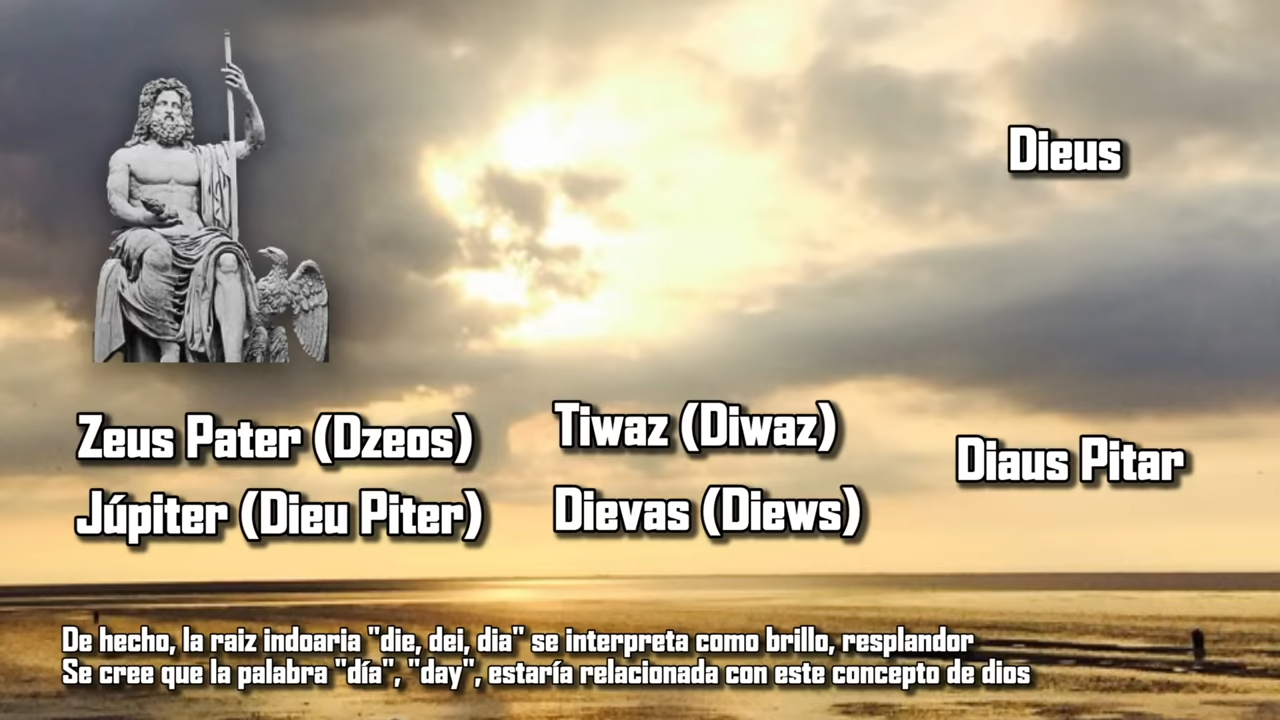 Dieus
Zeus Pater (Dzeos)
Júpiter (Dieu Piter)
Tiwaz (Diwaz)
Dievas (Diews)
Diaus Pitar
De hecho, la raiz indoaria "die, dei, dia" se interpreta como brillo, resplandor
Se cree que la palabra "día", "day", estaría relacionada con este concepto de dios